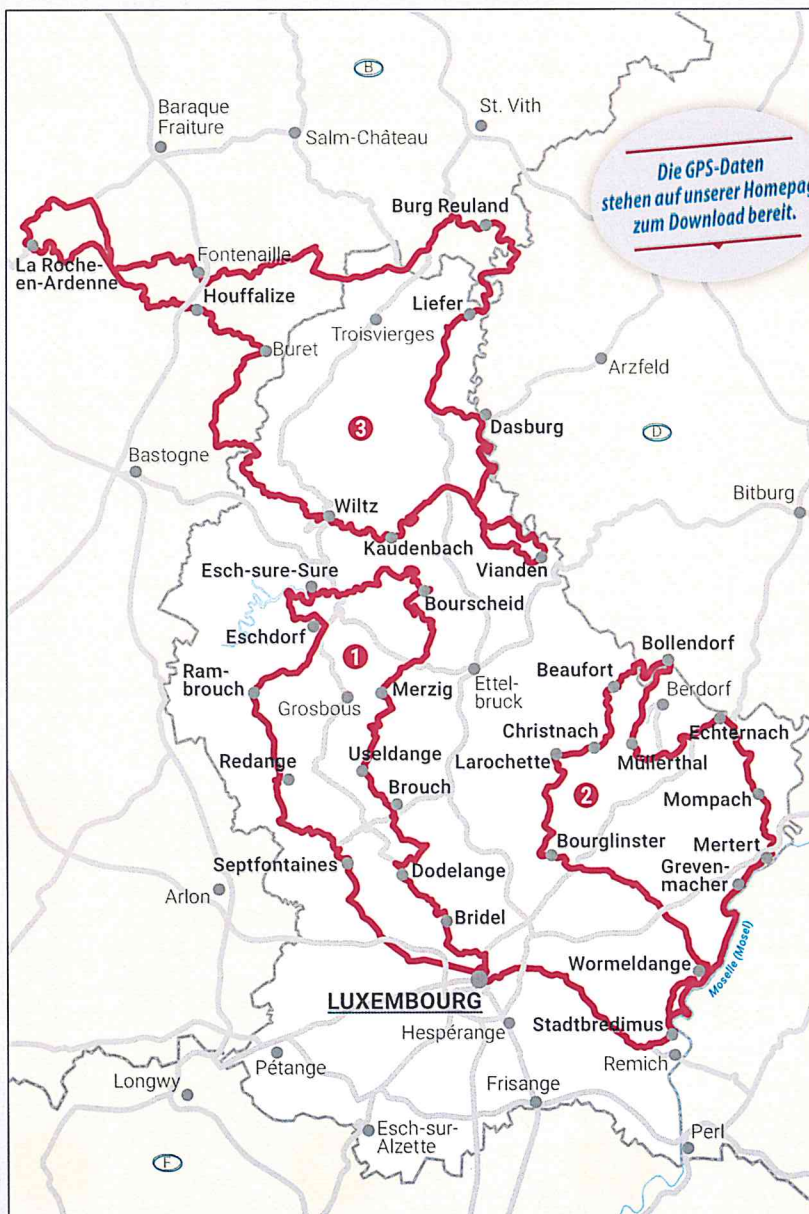 B
Baraque
Fraiture
Salm-Château
St. Vith
Die GPS-Daten
stehen auf unserer Homepag
zum Download bereit.
Burg Reuland
La Roche-
en-Ardenne
Fontenaille
Houffalize
Liefer
Troisvierges
Buret
Arzfeld
3
Dasburg
D
Bastogne
Bitburg
Wiltz
Kaudenbach
Vianden
Esch-sure-Sure
Bourscheid
Eschdorf
1
Bollendorf
Ram-
brouch
Merzig
Ettel-
bruck
Beaufort
Berdorf
Grosbous
Christnach
Echternach
Larochette
Müllerthal
Useldange
Redange
2
Mompach
Brouch
Bourglinster
Mertert
Septfontaines
Greven-
macher
Dodelange
Arlon
Bridel
Moselle (Mosel)
Wormeldange
LUXEMBOURG
Hespérange
Stadtbredimus
Remich
Pétange
Longwy
Frisange
Esch-sur-
Alzette
Perl
F